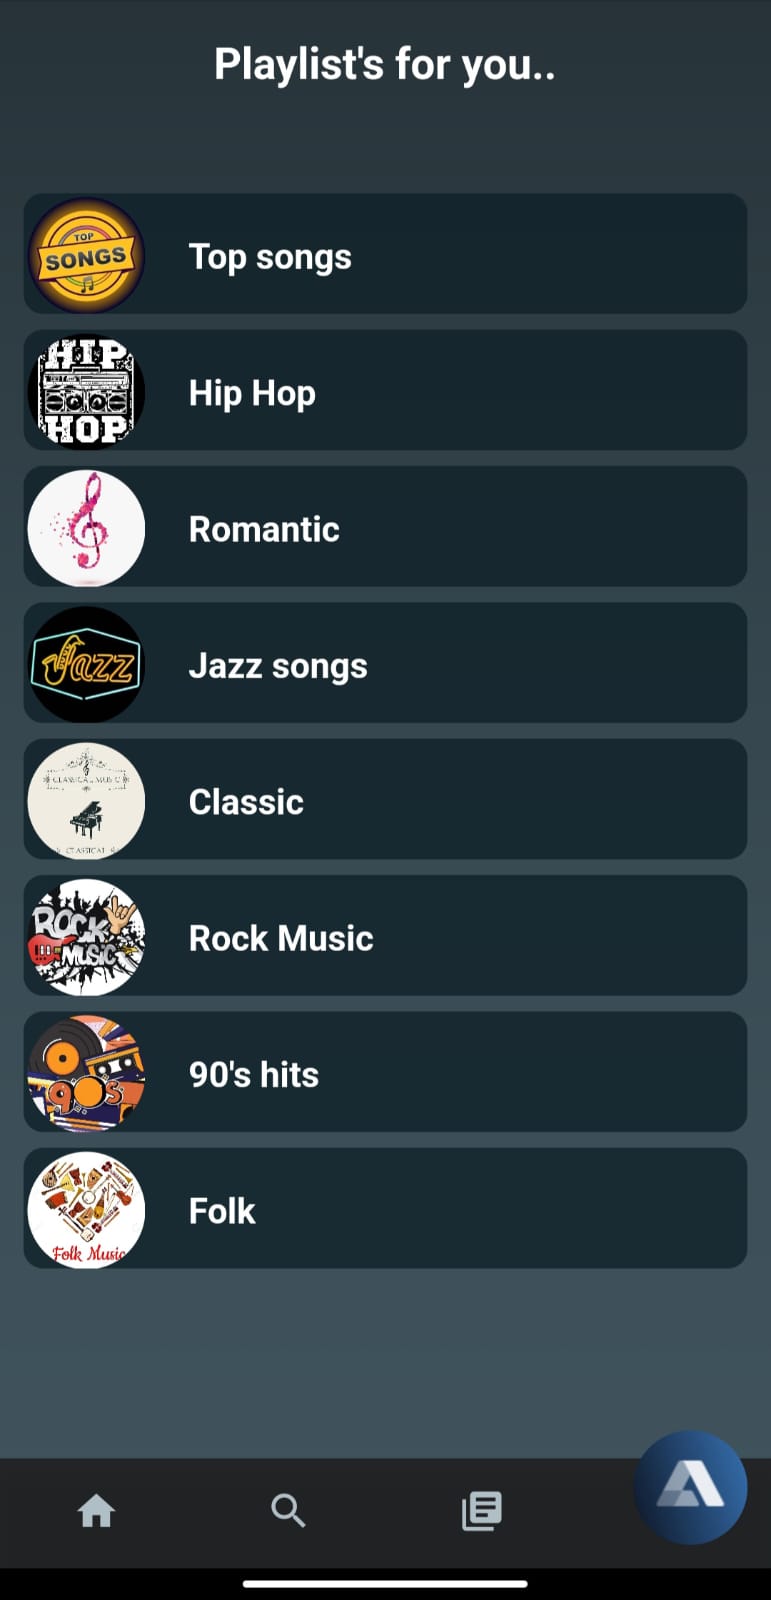 Playlist's for you..
TOP
SONGS
Top songs
HIP
HOP
Hip Hop
Romantic
Jazz
Jazz songs
CLASSICAL MUSIC
CLASSICAL
Classic
ROCK
MUSIC
Rock Music
90s
90's hits
Folk Music
Folk